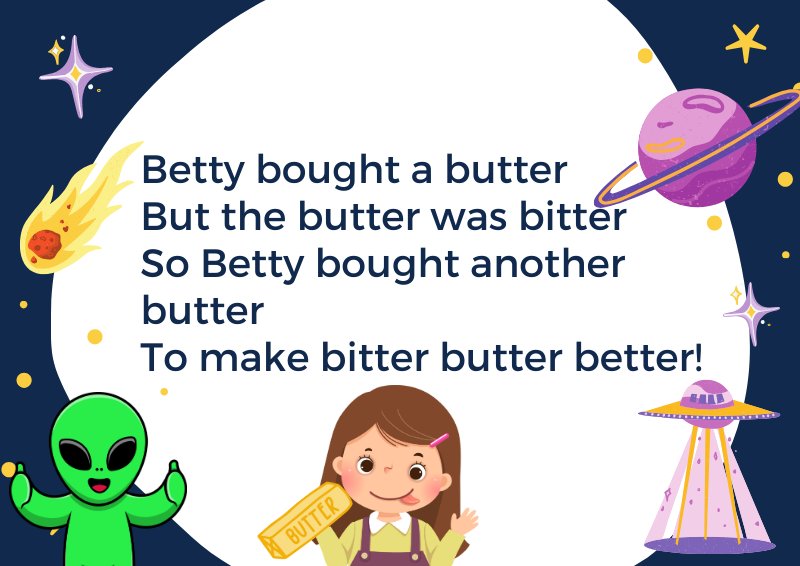 Betty bought a butter
But the butter was bitter
So Betty bought another
butter
To make bitter butter better!
BUTTER